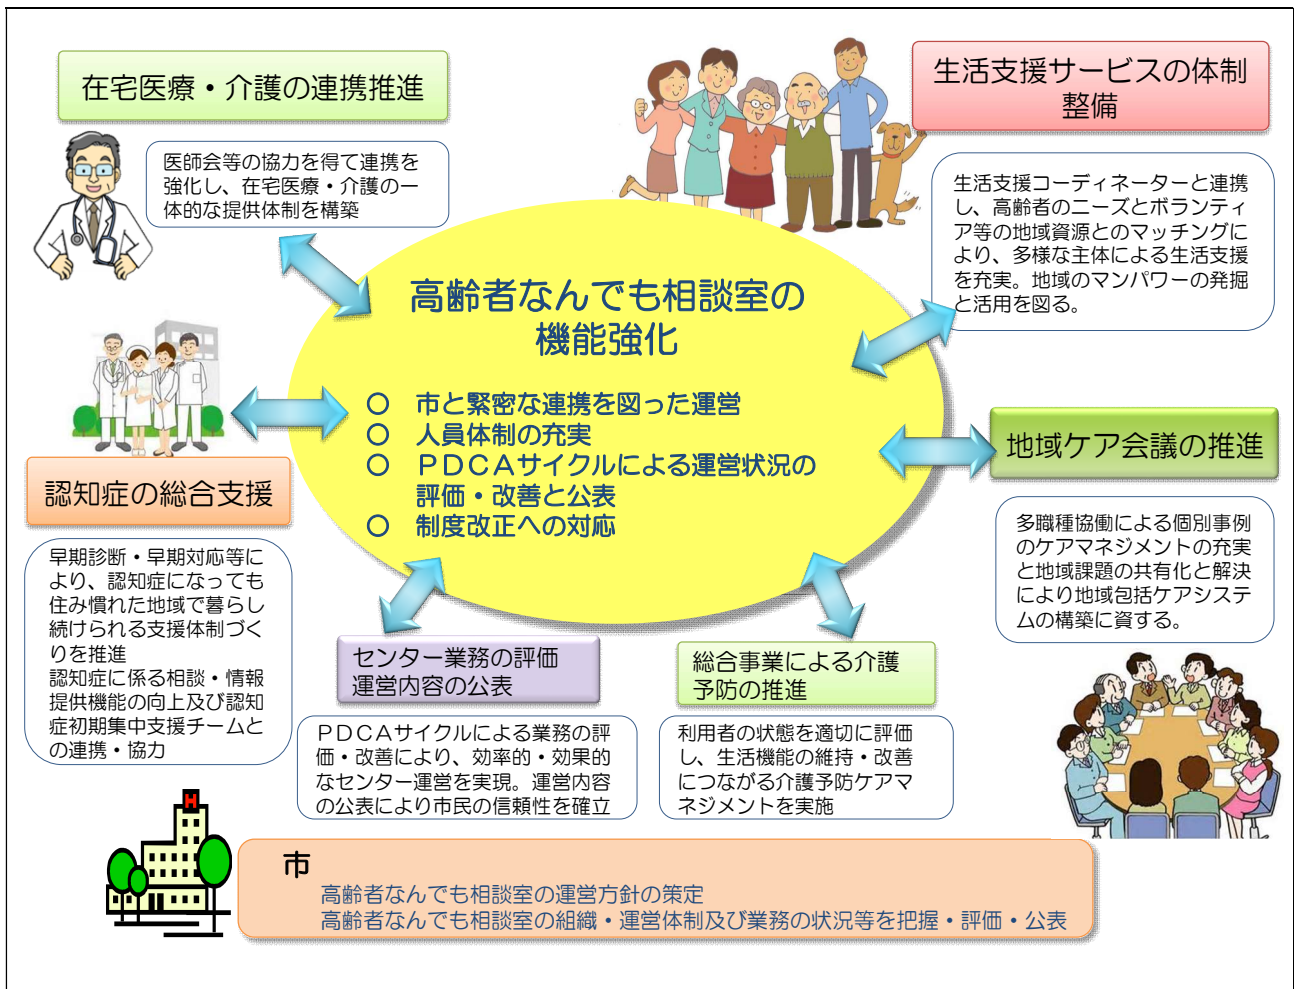 在宅医療・介護の連携推進
医師会等の協力を得て連携を
強化し、在宅医療・介護の一
体的な提供体制を構築
生活支援サービスの体制
整備
生活支援コーディネーターと連携
し、高齢者のニーズとボランティ
ア等の地域資源とのマッチングによ
り、多様な主体による生活支援
を充実。地域のマンパワーの発掘
と活用を図る。
高齢者なんでも相談室の
機能強化
○ 市と緊密な連携を図った運営
○ 人員体制の充実
○ PDCAサイクルによる運営状況の
評価・改善と公表
○ 制度改正への対応
認知症の総合支援
早期診断・早期対応等に
より、認知症になっても
住み慣れた地域で暮らし
続けられる支援体制づく
りを推進
認知症に係る相談・情報
提供機能の向上及び認知
症初期集中支援チームと
の連携・協力
地域ケア会議の推進
多職種協働による個別事例
のケアマネジメントの充実
と地域課題の共有化と解決
により地域包括ケアシステ
ムの構築に資する。
センター業務の評価
運営内容の公表
PDCAサイクルによる業務の評
価・改善により、効率的・効果的
なセンター運営を実現。運営内容
の公表により市民の信頼性を確立
総合事業による介護
予防の推進
利用者の状態を適切に評価
し、生活機能の維持・改善
につながる介護予防ケアマ
ネジメントを実施
H
市
高齢者なんでも相談室の運営方針の策定
高齢者なんでも相談室の組織・運営体制及び業務の状況等を把握・評価・公表